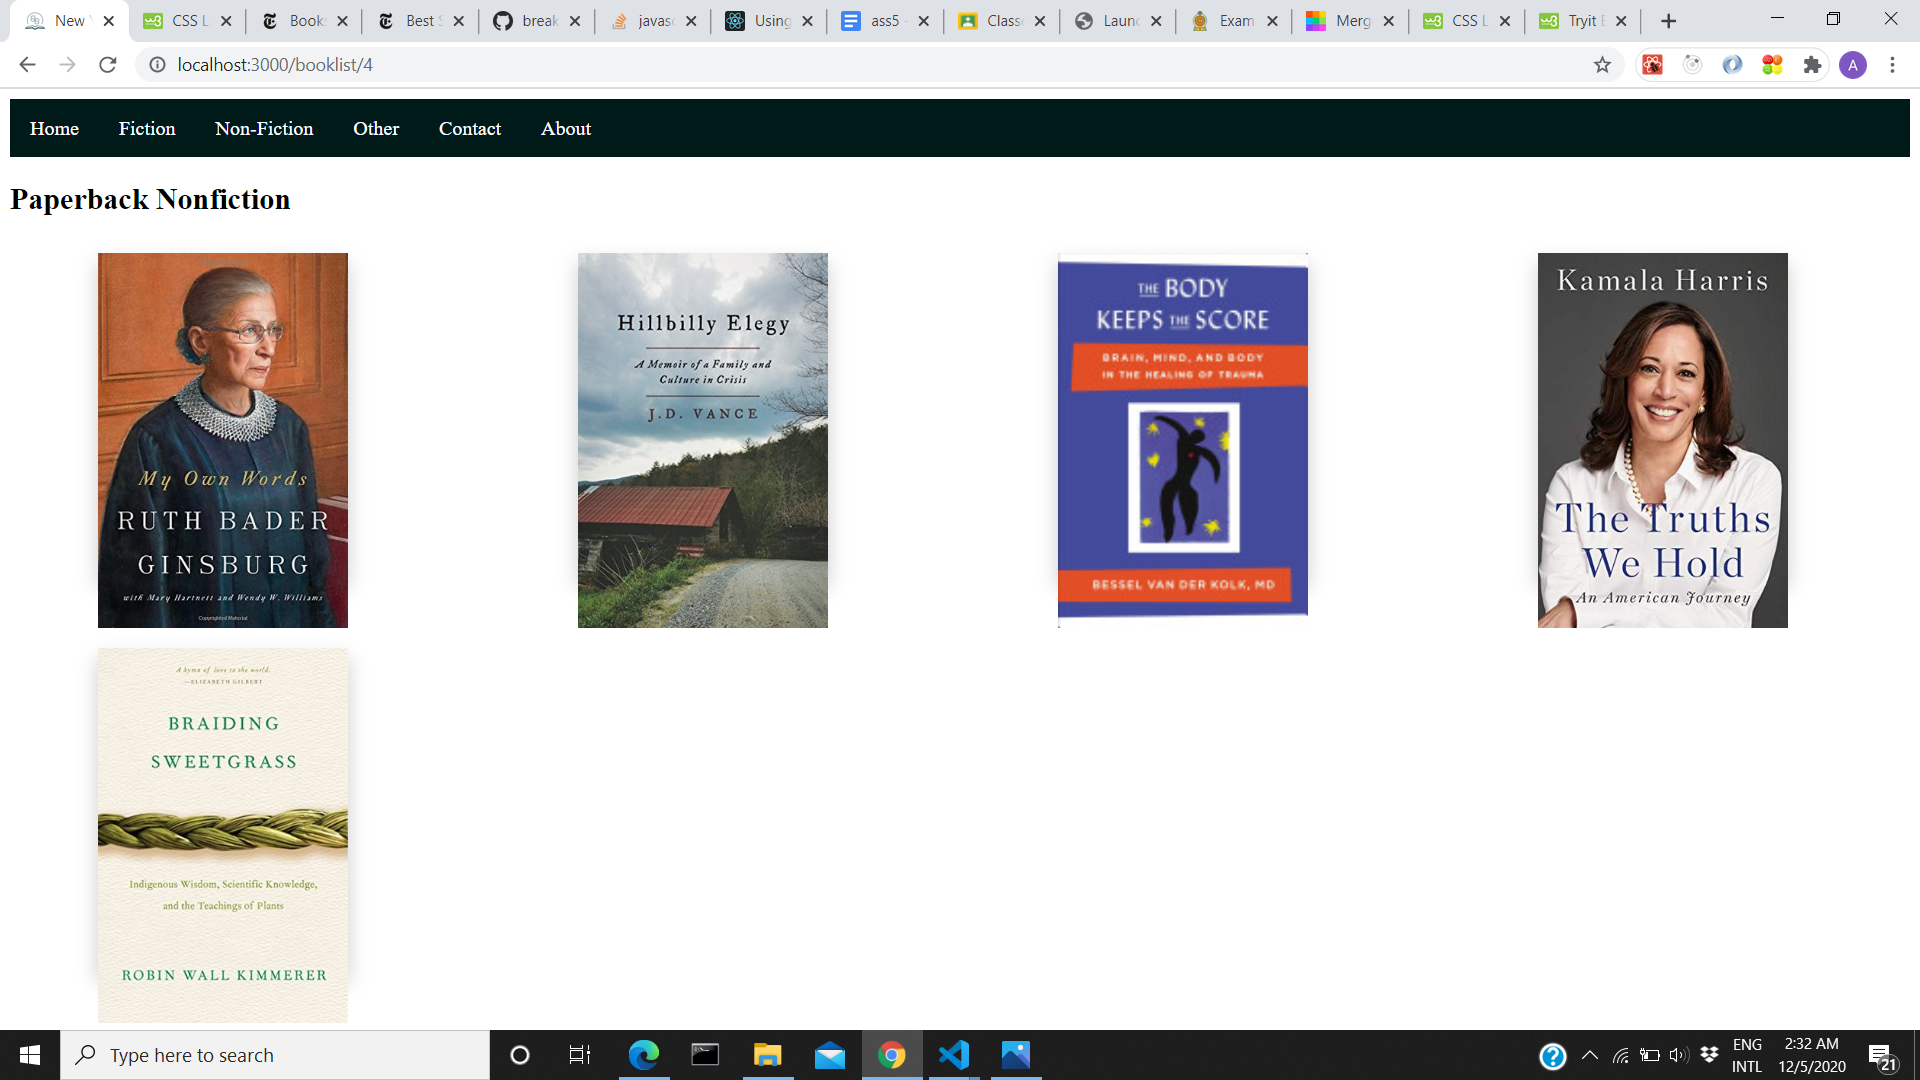 New
CSS L
Books
Best S
break
javasc
Using
ass5 -
Classe
Launc
Exam
Merg
CSS L
Tryit E
localhost:3000/booklist/4
A
Home Fiction Non-Fiction Other Contact About
Paperback Nonfiction
My Own Words
RUTH BADER
GINSBURG
with Mary Hartnett and Wendy W. Williams
Copyrighted Material
Hillbilly Elegy
A Memoir of a Family and
Culture in Crisis
J.D. VANCE
THE BODY
KEEPS THE SCORE
BRAIN, MIND, AND BODY
IN THE HEALING OF TRAUMA
BESSEL VAN DER KOLK, MD
Kamala Harris
The Truths
We Hold
An American Journey
A hymn of love to the world.
—ELIZABETH GILBERT
BRAIDING
SWEETGRASS
Indigenous Wisdom, Scientific Knowledge,
and the Teachings of Plants
ROBIN WALL KIMMERER
Type here to search
ENG
INTL
2:32 AM
12/5/2020
21